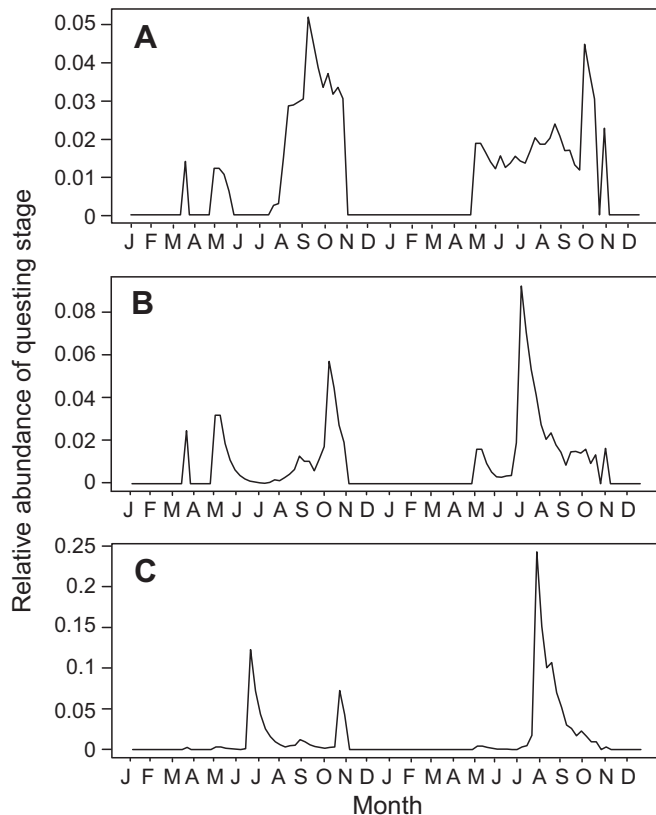 Relative abundance of questing stage
A
0.05
0.04
0.03
0.02
0.01
0
J F M A M J J A S O N D J F M A M J J A S O N D
B
0.08
0.06
0.04
0.02
0
J F M A M J J A S O N D J F M A M J J A S O N D
C
0.25
0.2
0.15
0.1
0.05
0
J F M A M J J A S O N D J F M A M J J A S O N D
Month